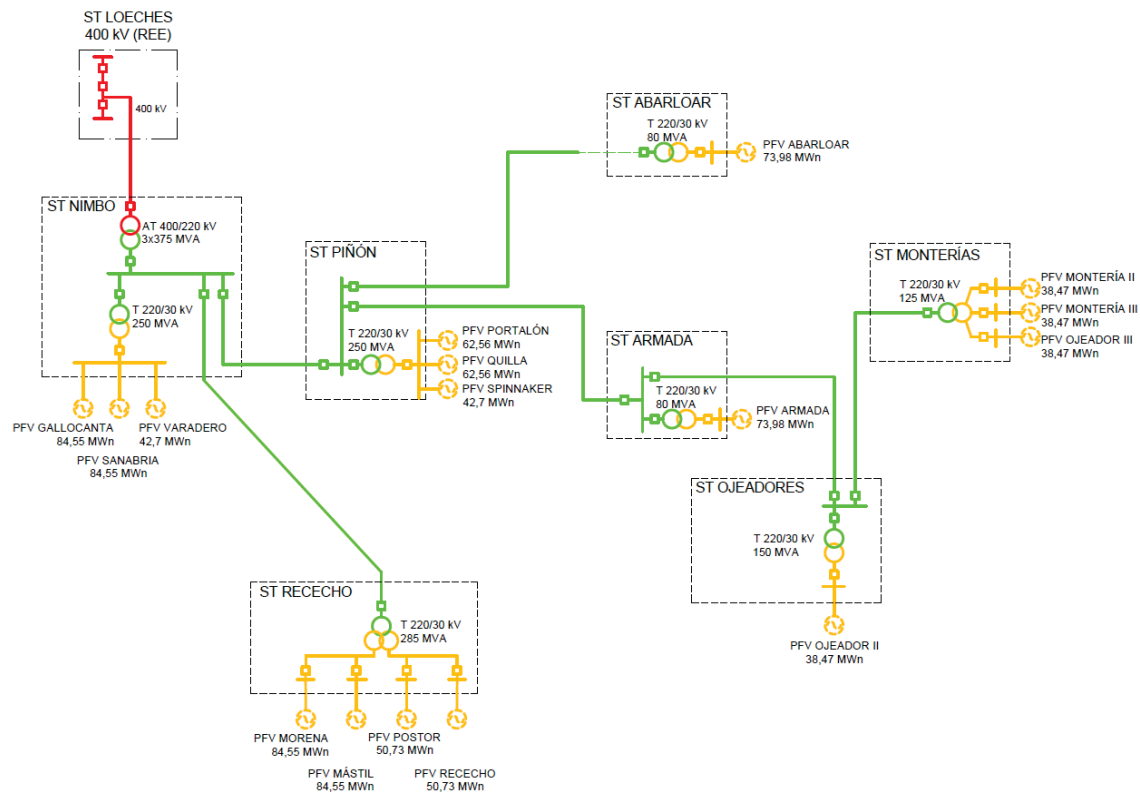 ST LOECHES
400 kV (REE)
400 kV
ST NIMBO
AT 400/220 kV
3x375 MVA
T 220/30 kV
250 MVA
PFV GALLOCANTA
84,55 MWn
PFV VARADERO
42,7 MWn
PFV SANABRIA
84,55 MWn
ST PIÑÓN
T 220/30 kV
250 MVA
PFV PORTALÓN
62,56 MWn
PFV QUILLA
62,56 MWn
PFV SPINNAKER
42,7 MWn
ST ABARLOAR
T 220/30 kV
80 MVA
PFV ABARLOAR
73,98 MWn
ST ARMADA
T 220/30 kV
80 MVA
PFV ARMADA
73,98 MWn
ST MONTERÍAS
T 220/30 kV
125 MVA
PFV MONTERÍA II
38,47 MWn
PFV MONTERÍA III
38,47 MWn
PFV OJEADOR III
38,47 MWn
ST OJEADORES
T 220/30 kV
150 MVA
PFV OJEADOR II
38,47 MWn
ST RECECHO
T 220/30 kV
285 MVA
PFV MORENA
84,55 MWn
PFV POSTOR
50,73 MWn
PFV MÁSTIL
84,55 MWn
PFV RECECHO
50,73 MWn